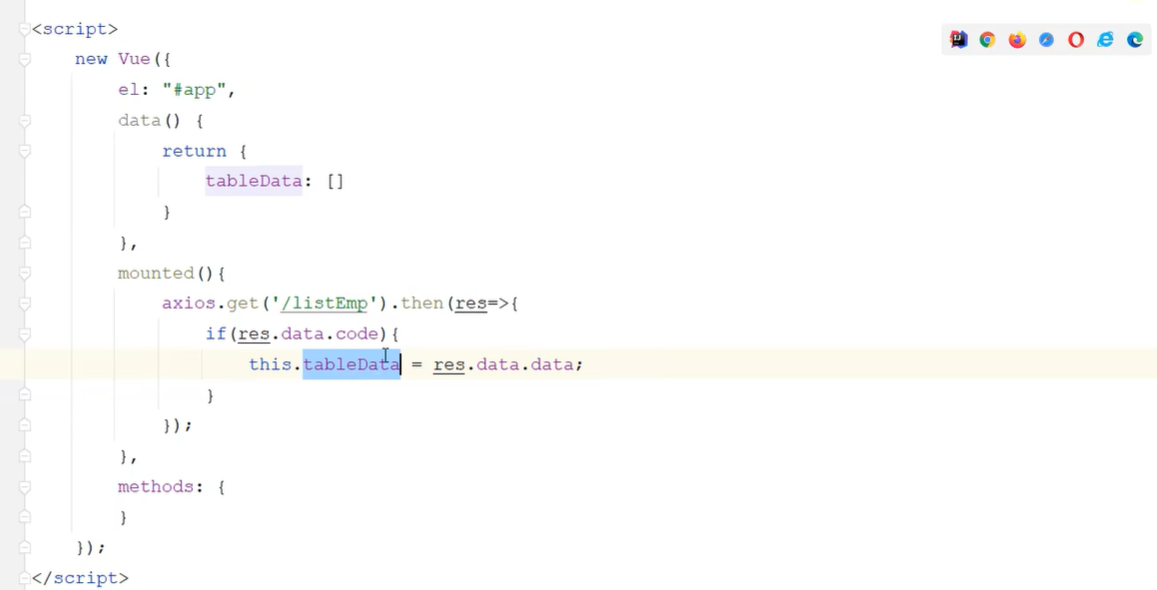 <script>
new Vue({
el: "#app",
data() {
return {
tableData: []
}
},
mounted(){
axios.get('/listEmp').then(res=>{
if(res.data.code){
this.tableData = res.data.data;
}
});
},
methods: {
}
});
</script>